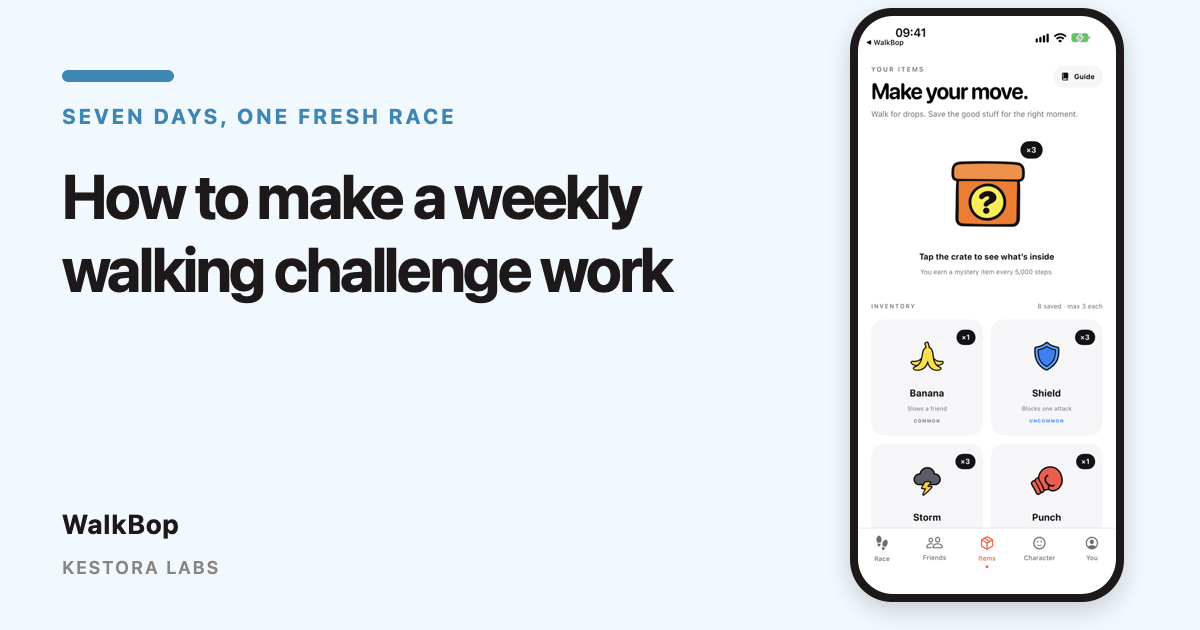 SEVEN DAYS, ONE FRESH RACE
How to make a weekly
walking challenge work
WalkBop
KESTORA LABS
09:41
◀ WalkBop
YOUR ITEMS
Guide
Make your move.
Walk for drops. Save the good stuff for the right moment.
×3
?
Tap the crate to see what's inside
You earn a mystery item every 5,000 steps.
INVENTORY
8 saved · max 3 each
×1
Banana
Slows a friend
COMMON
×3
Shield
Blocks one attack
UNCOMMON
×3
Storm
×1
Punch
Race
Friends
Items
Character
You